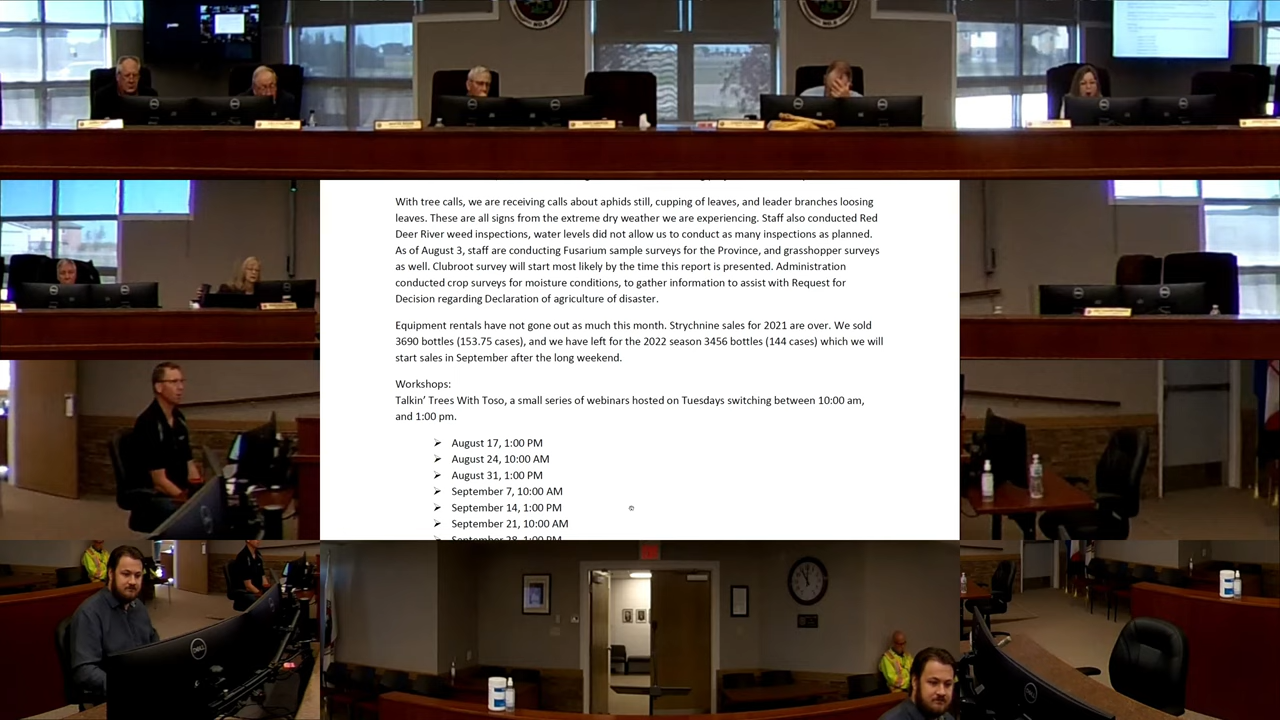 With tree calls, we are receiving calls about aphids still, cupping of leaves, and leader branches loosing
leaves. These are all signs from the extreme dry weather we are experiencing. Staff also conducted Red
Deer River weed inspections, water levels did not allow us to conduct as many inspections as planned.
As of August 3, staff are conducting Fusarium sample surveys for the Province, and grasshopper surveys
as well. Clubroot survey will start most likely by the time this report is presented. Administration
conducted crop surveys for moisture conditions, to gather information to assist with Request for
Decision regarding Declaration of agriculture of disaster.
Equipment rentals have not gone out as much this month. Strychnine sales for 2021 are over. We sold
3690 bottles (153.75 cases), and we have left for the 2022 season 3456 bottles (144 cases) which we will
start sales in September after the long weekend.
Workshops:
Talkin’ Trees With Toso, a small series of webinars hosted on Tuesdays switching between 10:00 am,
and 1:00 pm.
➢ August 17, 1:00 PM
➢ August 24, 10:00 AM
➢ August 31, 1:00 PM
➢ September 7, 10:00 AM
➢ September 14, 1:00 PM
➢ September 21, 10:00 AM
September 28, 1:00 PM
DELL